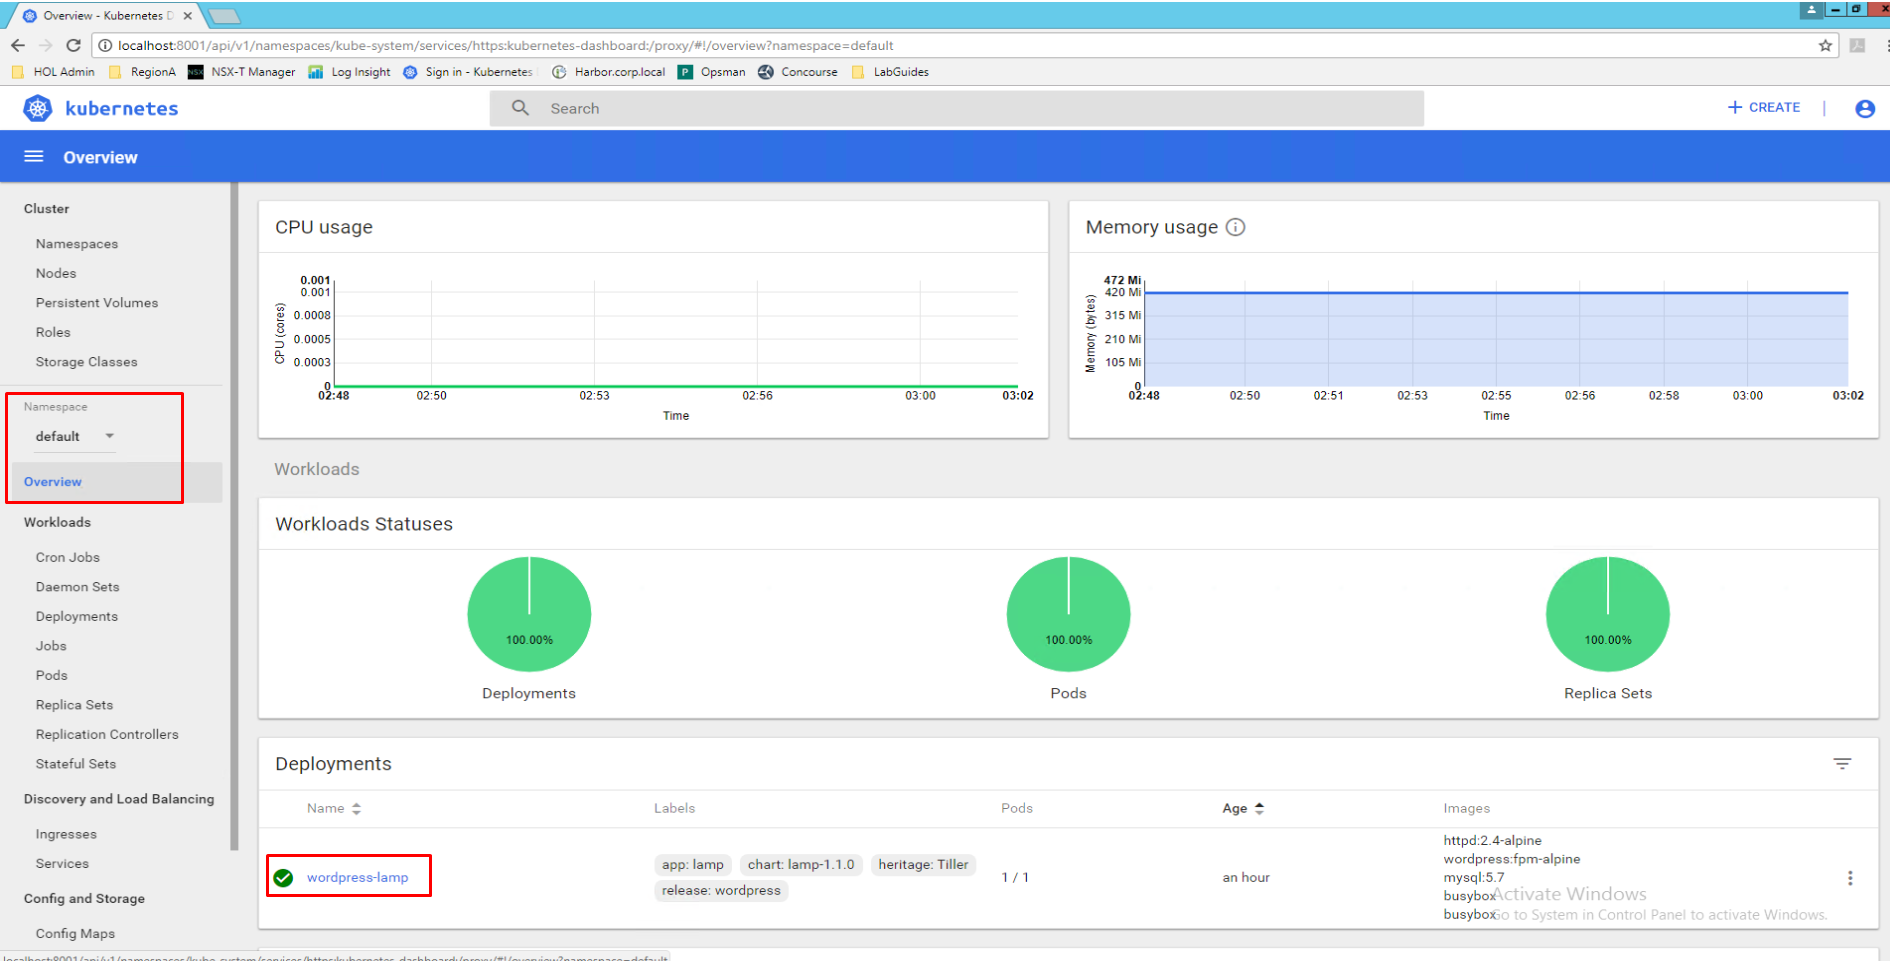 Overview - Kubernetes D
localhost:8001/api/v1/namespaces/kube-system/services/https:kubernetes-dashboard:/proxy/#!/overview?namespace=default
HOL Admin RegionA NSX-T Manager Log Insight Sign in - Kubernetes Harbor.corp.local Opsman Concourse LabGuides
kubernetes
Search
CREATE
Overview
Cluster
Namespaces
Nodes
Persistent Volumes
Roles
Storage Classes
Namespace
default
Overview
Workloads
Cron Jobs
Daemon Sets
Deployments
Jobs
Pods
Replica Sets
Replication Controllers
Stateful Sets
Discovery and Load Balancing
Ingresses
Services
Config and Storage
Config Maps
CPU usage
CPU (cores)
0.001
0.001
0.0008
0.0005
0.0003
0
02:48 02:50 02:53 02:56 03:00 03:02
Time
Memory usage
Memory (bytes)
472 Mi
420 Mi
315 Mi
210 Mi
105 Mi
0
02:48 02:50 02:51 02:53 02:55 02:56 02:58 03:00 03:02
Time
Workloads
Workloads Statuses
100.00% 100.00% 100.00%
Deployments Pods Replica Sets
Deployments
Name Labels Pods Age Images
wordpress-lamp
app: lamp chart: lamp-1.1.0 heritage: Tiller
release: wordpress
1 / 1
an hour
httpd:2.4-alpine
wordpress:fpm-alpine
mysql:5.7
busybox
busybox
Activate Windows
Go to System in Control Panel to activate Windows.
localhost:8001/api/v1/namespaces/kube-system/services/https:kubernetes-dashboard:/proxy/#!/overview?namespace=default